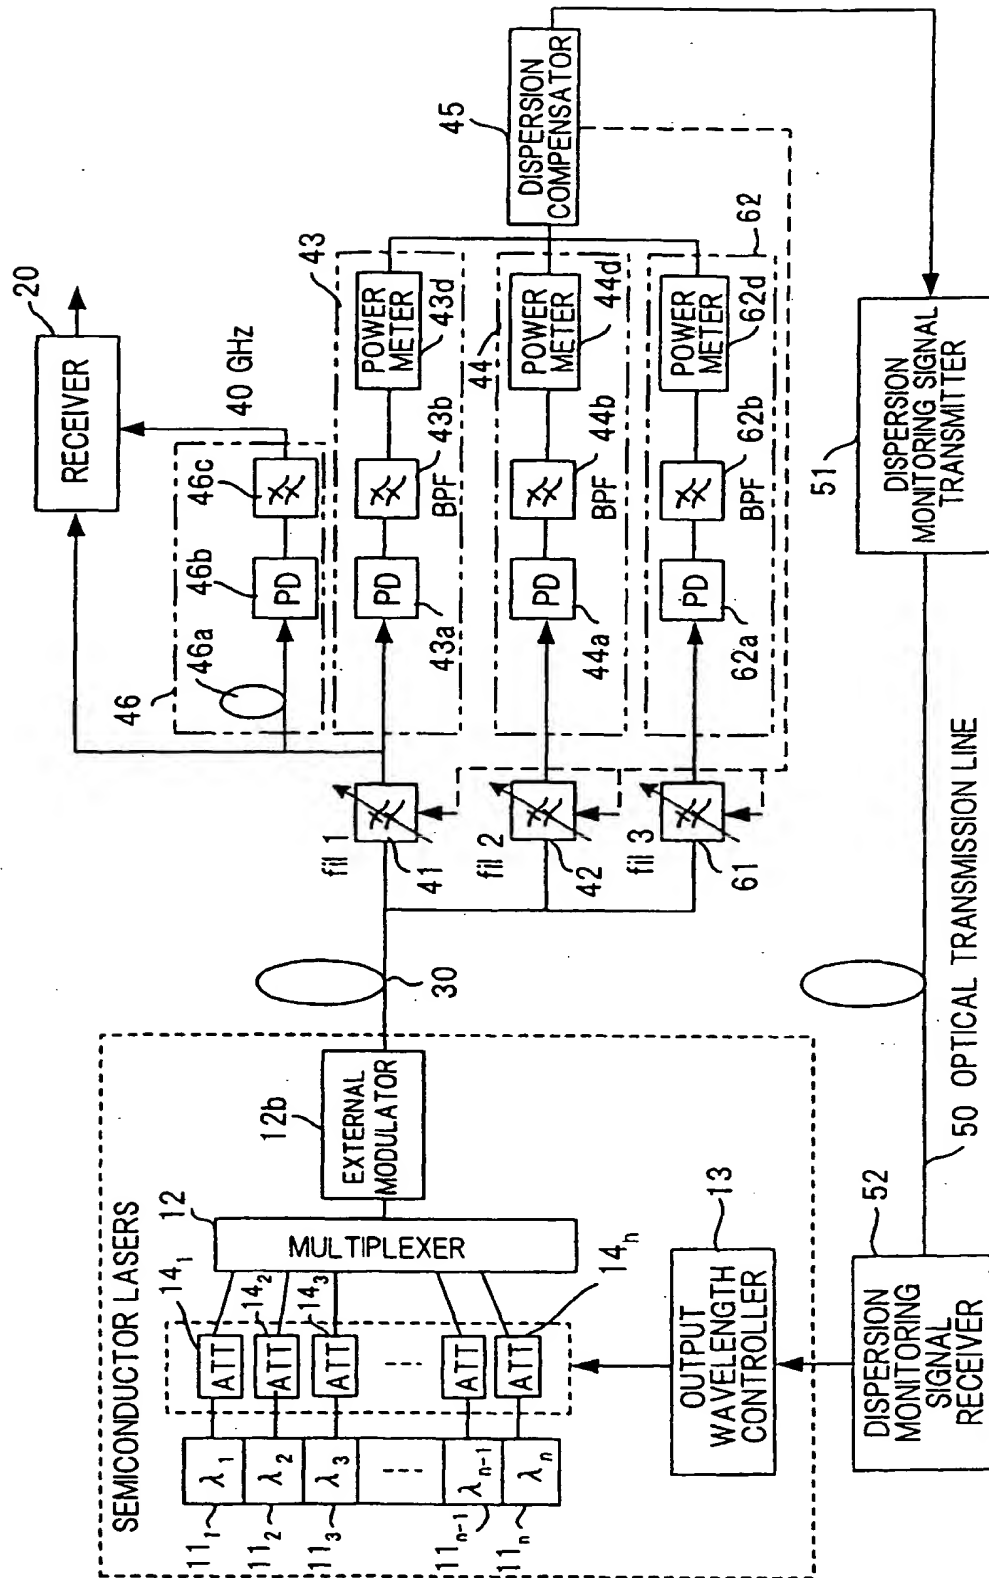 SEMICONDUCTOR LASERS
11₁
11₂
11₃
11ₙ₋₁
11ₙ
λ₁
λ₂
λ₃
λₙ₋₁
λₙ
14₁
14₂
14₃
14ₕ
ATT
ATT
ATT
ATT
ATT
12
MULTIPLEXER
12b
EXTERNAL
MODULATOR
13
OUTPUT
WAVELENGTH
CONTROLLER
52
DISPERSION
MONITORING
SIGNAL
RECEIVER
30
50 OPTICAL TRANSMISSION LINE
fil 1
41
fil 2
42
fil 3
61
46
46a
46b
PD
46c
40 GHz
20
RECEIVER
43
43a
PD
43b
BPF
POWER
METER
43d
44
44a
PD
44b
BPF
POWER
METER
44d
62
62a
PD
62b
BPF
POWER
METER
62d
45
DISPERSION
COMPENSATOR
51
DISPERSION
MONITORING SIGNAL
TRANSMITTER